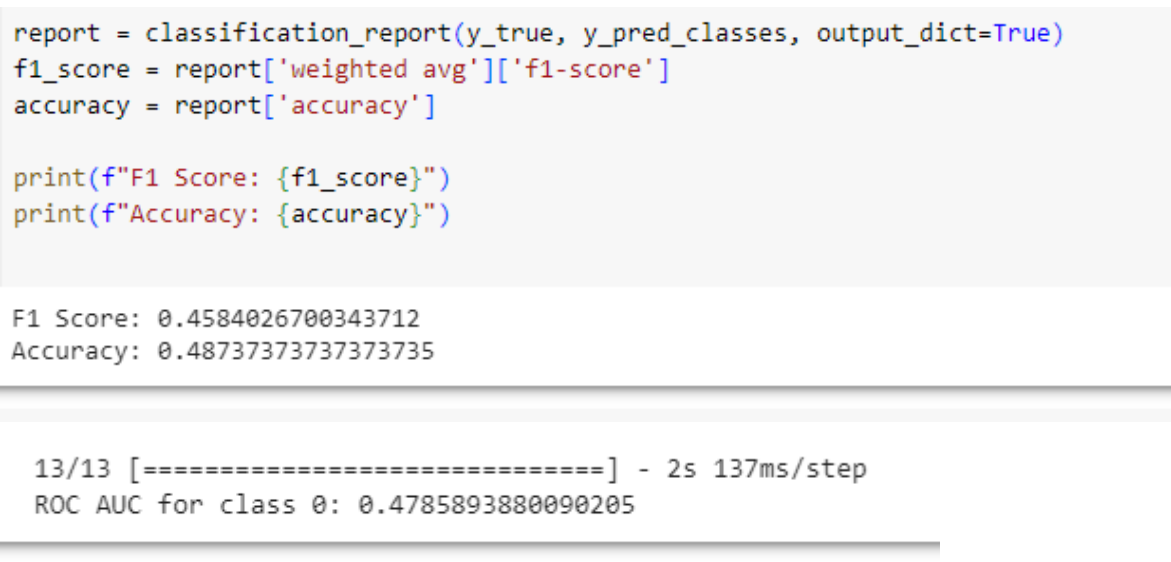 report = classification_report(y_true, y_pred_classes, output_dict=True)
f1_score = report['weighted avg']['f1-score']
accuracy = report['accuracy']
print(f"F1 Score: {f1_score}")
print(f"Accuracy: {accuracy}")
F1 Score: 0.4584026700343712
Accuracy: 0.48737373737373735
13/13 [==============================] - 2s 137ms/step
ROC AUC for class 0: 0.4785893880090205